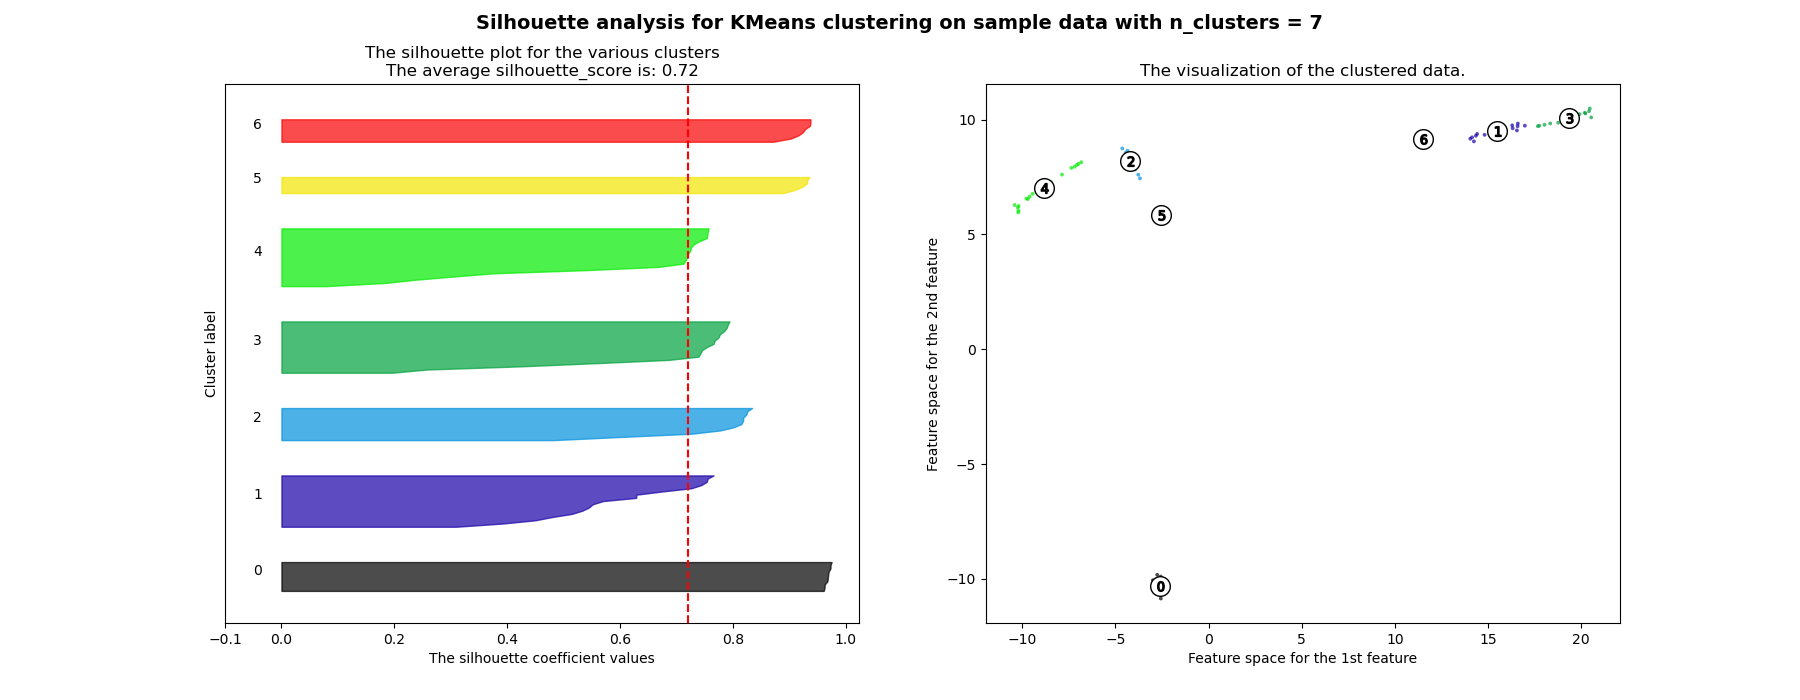 Silhouette analysis for KMeans clustering on sample data with n_clusters = 7
The silhouette plot for the various clusters
The average silhouette_score is: 0.72
6
5
4
3
2
1
0
Cluster label
−0.1 0.0 0.2 0.4 0.6 0.8 1.0
The silhouette coefficient values
The visualization of the clustered data.
10
5
0
−5
−10
Feature space for the 2nd feature
3
1
6
2
4
5
0
−10 −5 0 5 10 15 20
Feature space for the 1st feature